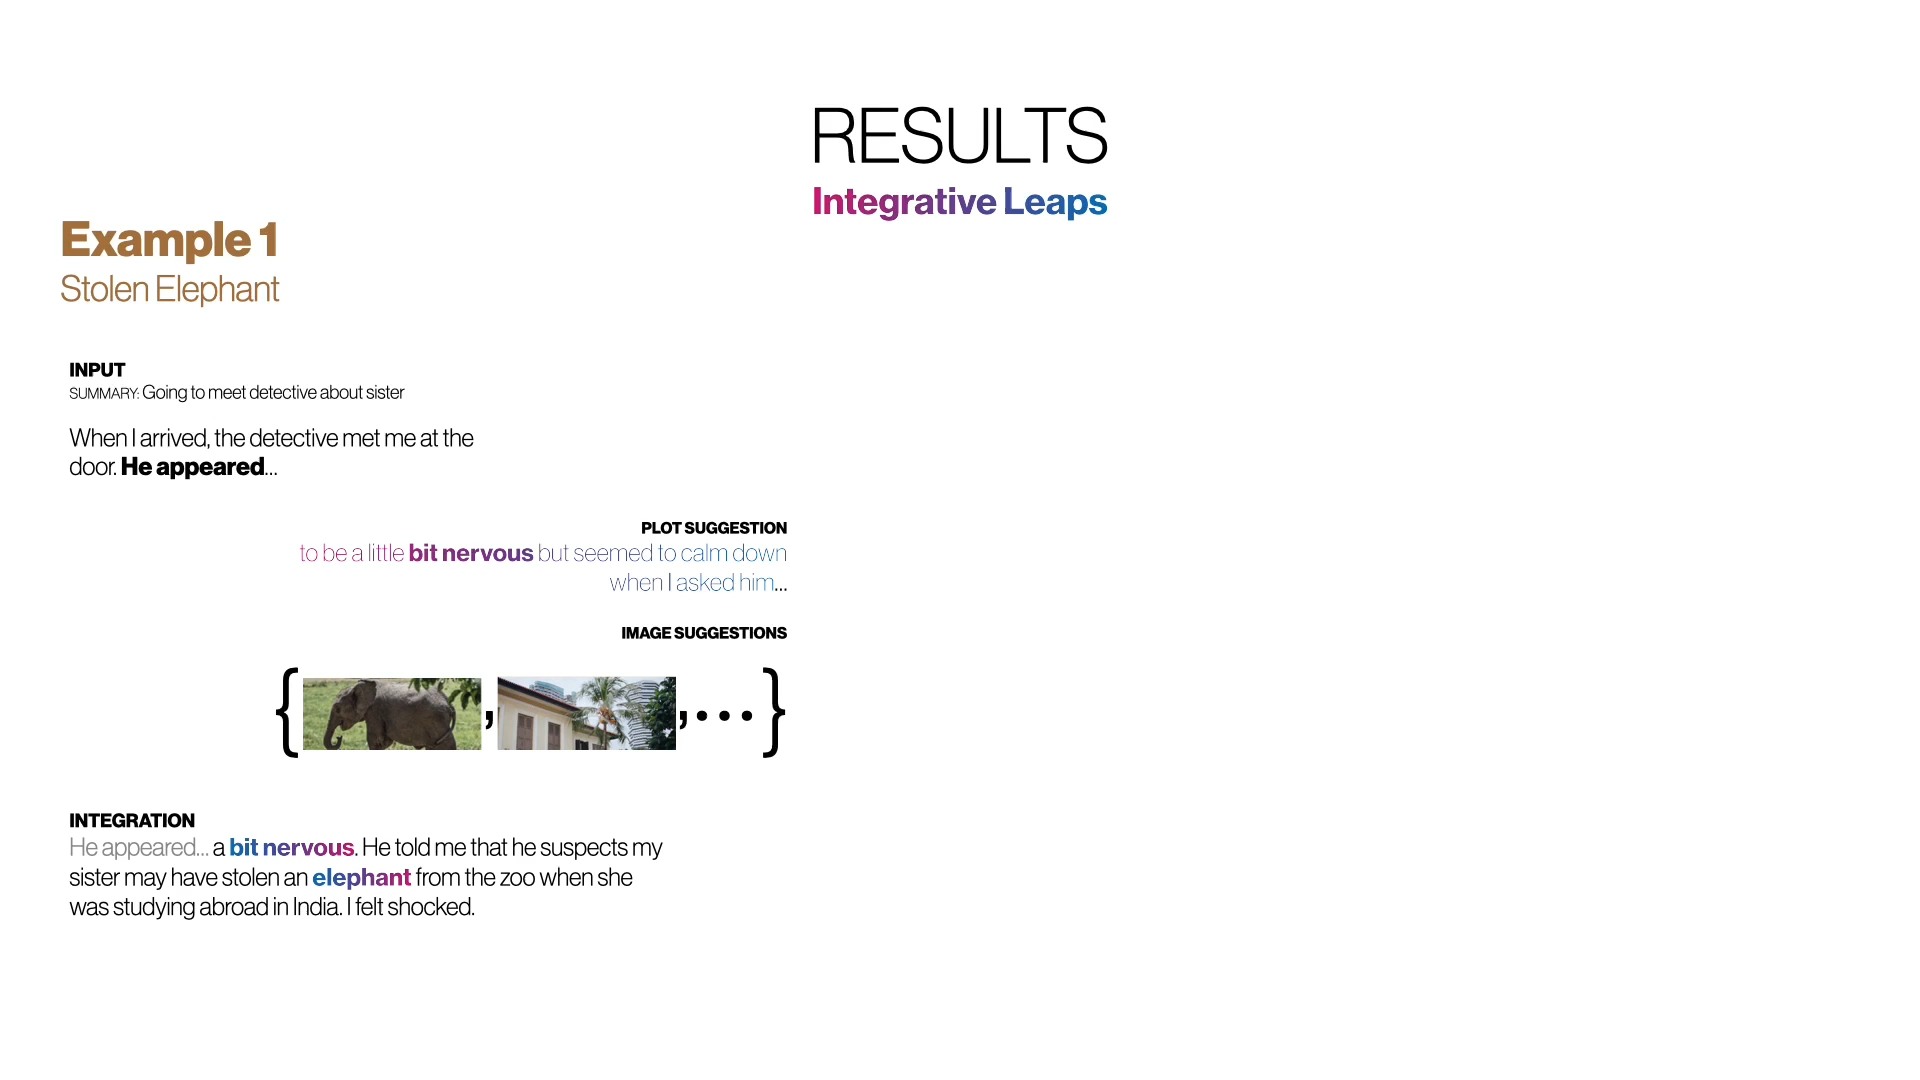 RESULTS
Integrative Leaps
Example 1
Stolen Elephant
INPUT
SUMMARY: Going to meet detective about sister
When I arrived, the detective met me at the
door. He appeared...
PLOT SUGGESTION
to be a little bit nervous but seemed to calm down
when I asked him...
IMAGE SUGGESTIONS
{ , ,...}
INTEGRATION
He appeared... a bit nervous. He told me that he suspects my
sister may have stolen an elephant from the zoo when she
was studying abroad in India. I felt shocked.